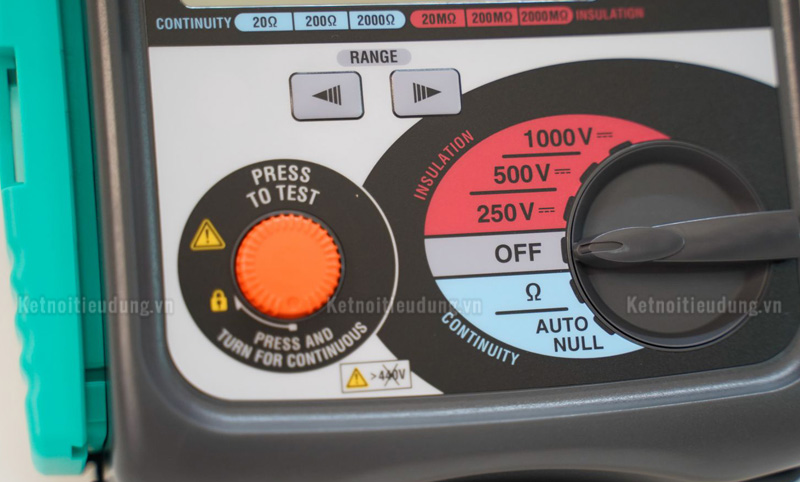 CONTINUITY 20Ω 200Ω 2000Ω 20MΩ 200MΩ 2000MΩ INSULATION
RANGE
PRESS
TO TEST
PRESS AND
TURN FOR CONTINUOUS
>440V
INSULATION
1000V
500V
250V
OFF
Ω
AUTO
NULL
CONTINUITY
Ketnoitieudung.vn
Ketnoitieudung.vn
Ketnoitieudung.vn